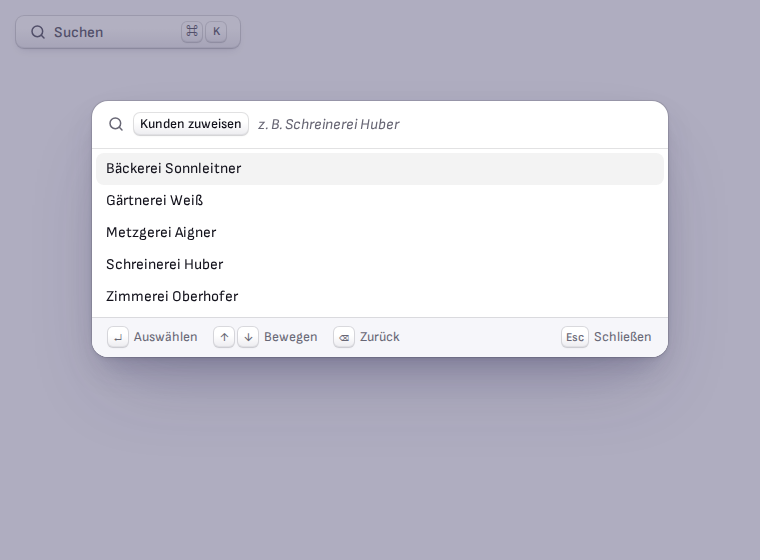 Suchen ⌘ K
Kunden zuweisen z. B. Schreinerei Huber
Bäckerei Sonnleitner
Gärtnerei Weiß
Metzgerei Aigner
Schreinerei Huber
Zimmerei Oberhofer
↵ Auswählen ↑ ↓ Bewegen ⌫ Zurück Esc Schließen